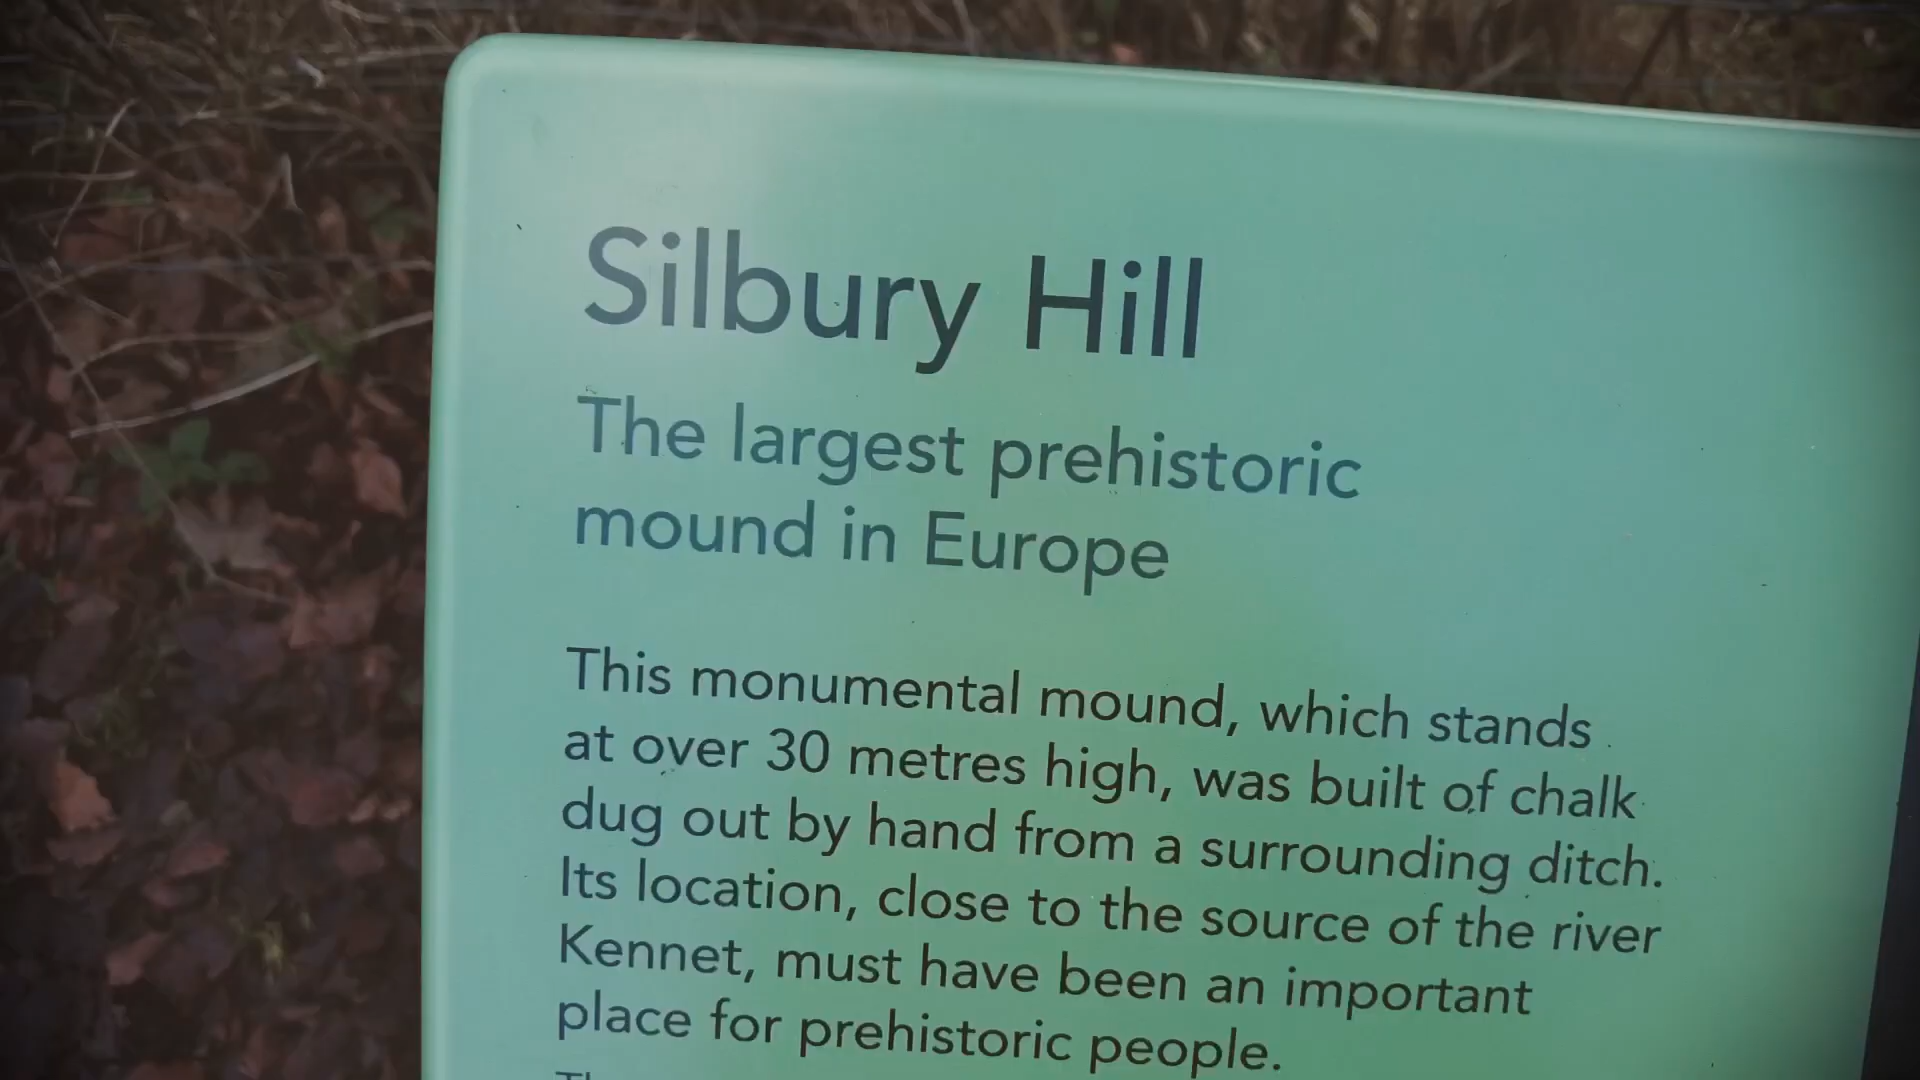 Silbury Hill
The largest prehistoric
mound in Europe
This monumental mound, which stands
at over 30 metres high, was built of chalk
dug out by hand from a surrounding ditch.
Its location, close to the source of the river
Kennet, must have been an important
place for prehistoric people.